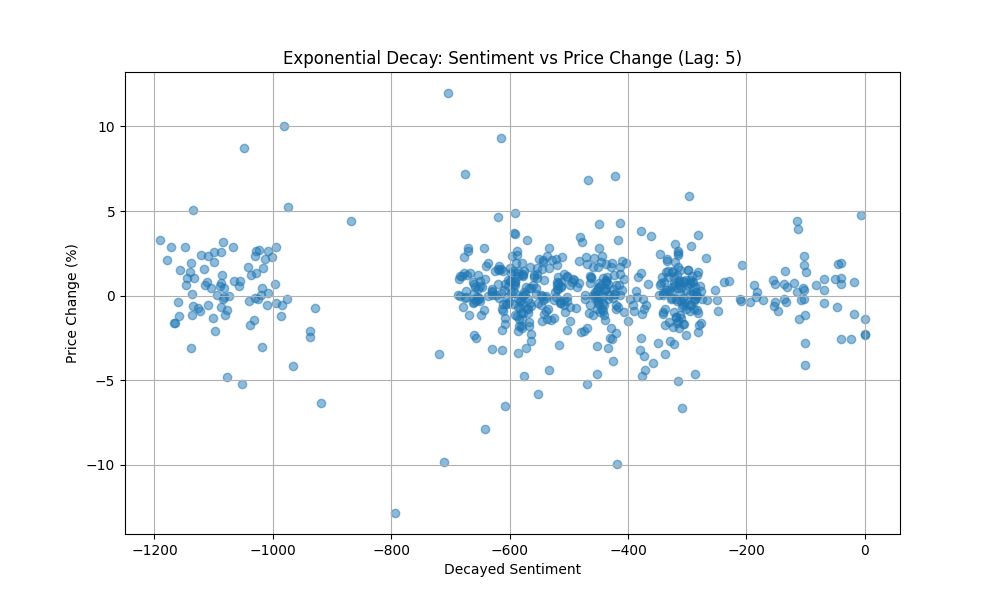 Exponential Decay: Sentiment vs Price Change (Lag: 5)
Price Change (%)
10
5
0
−5
−10
−1200 −1000 −800 −600 −400 −200 0
Decayed Sentiment